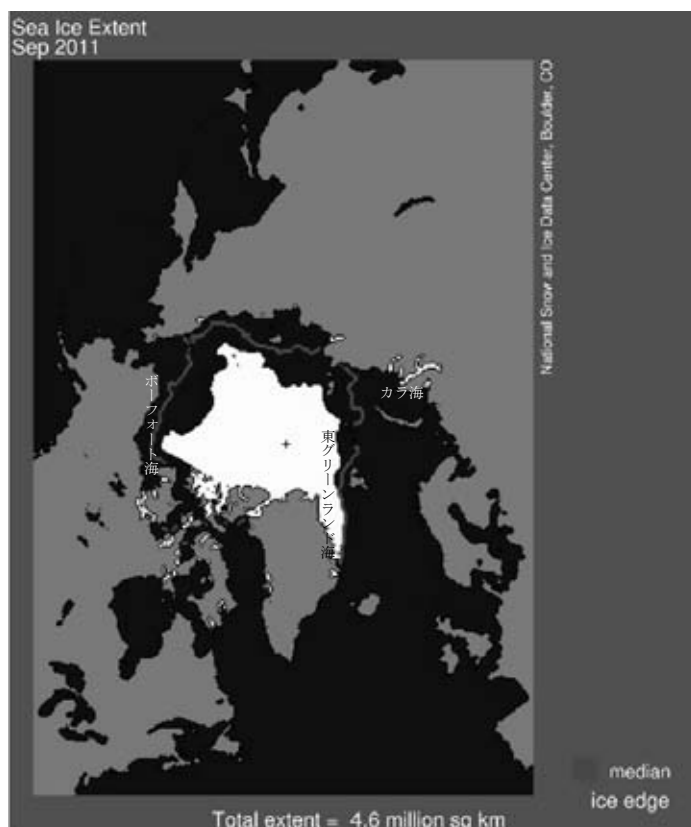 Sea Ice Extent
Sep 2011
National Snow and Ice Data Center, Boulder, CO
ボーフォート海
カラ海
東グリーンランド海
median
ice edge
Total extent = 4.6 million sq km